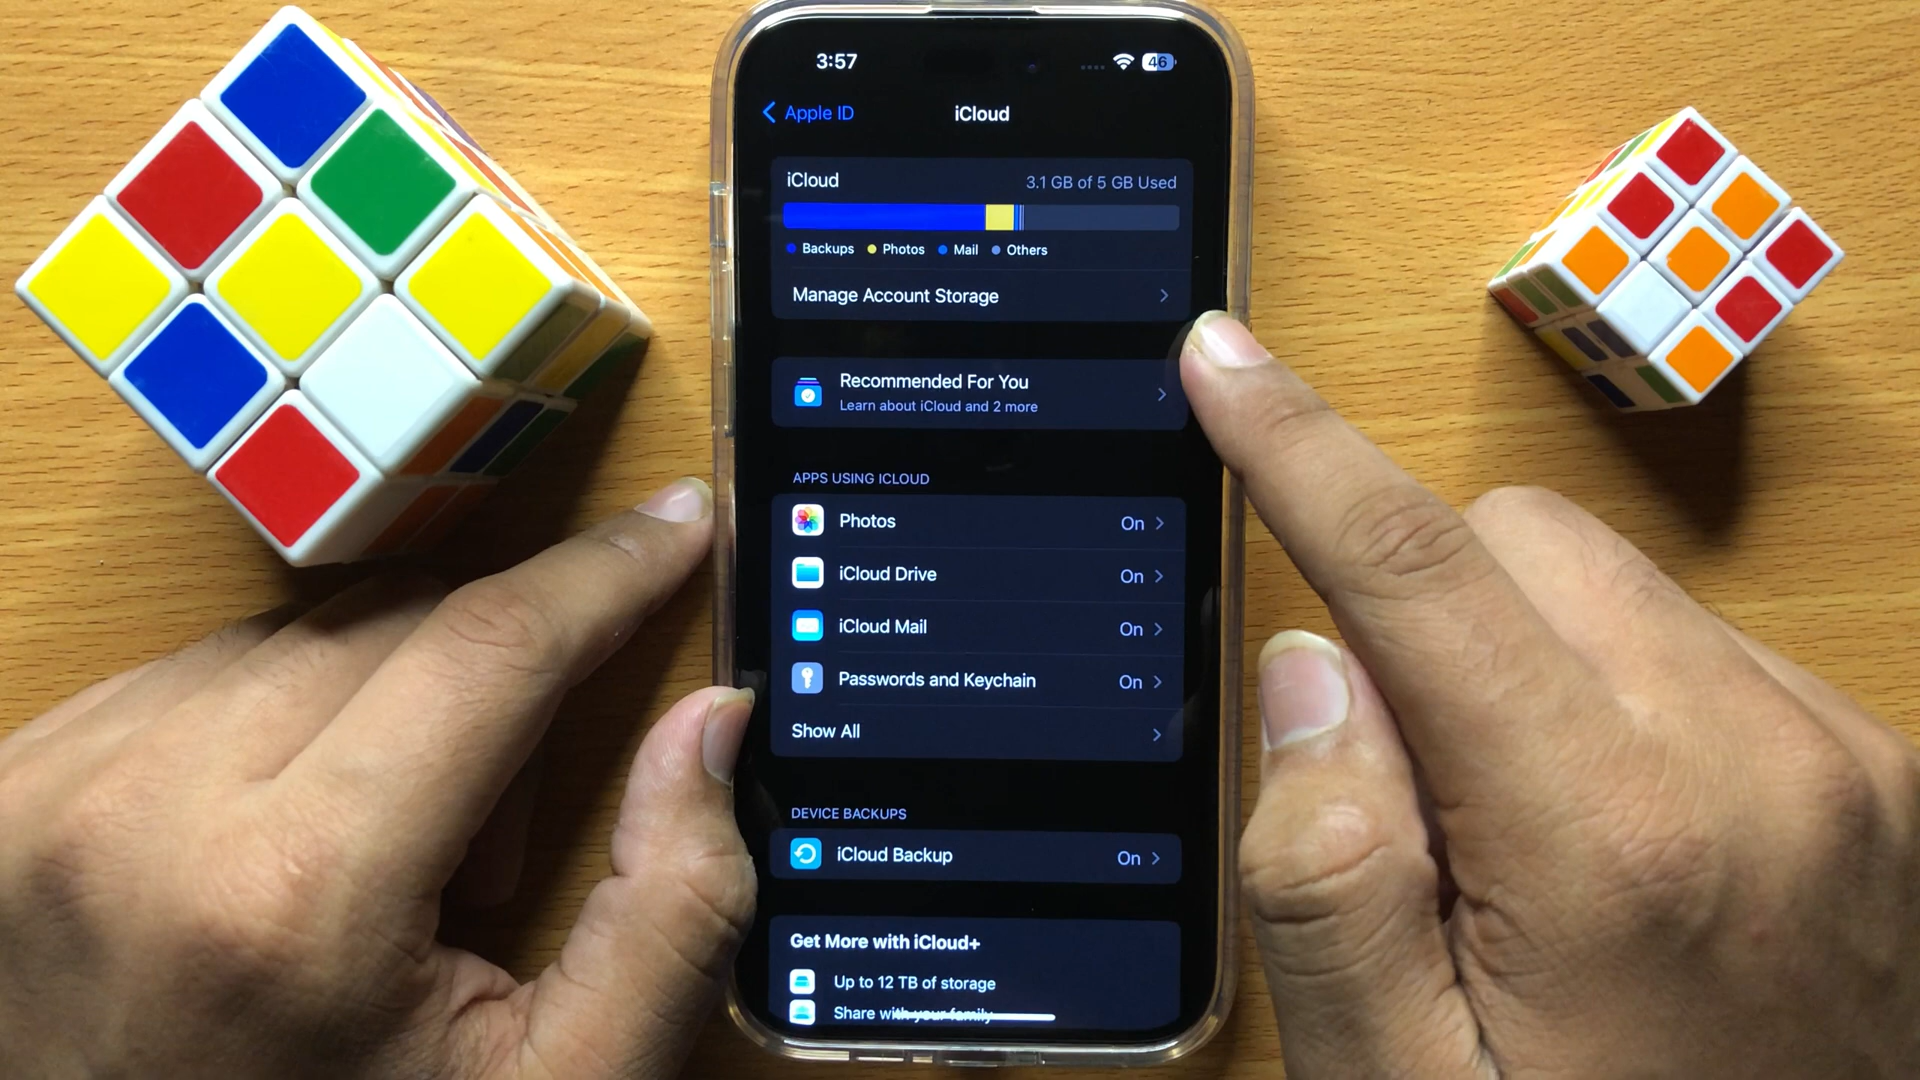 3:57
46
Apple ID
iCloud
iCloud
3.1 GB of 5 GB Used
Backups Photos Mail Others
Manage Account Storage
Recommended For You
Learn about iCloud and 2 more
APPS USING ICLOUD
Photos On
iCloud Drive On
iCloud Mail On
Passwords and Keychain On
Show All
DEVICE BACKUPS
iCloud Backup On
Get More with iCloud+
Up to 12 TB of storage
Share with your family